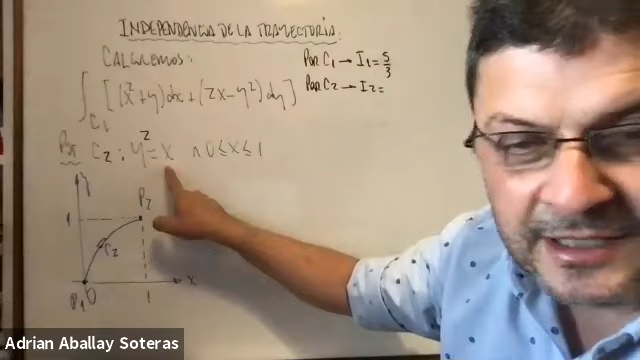 INDEPENDENCIA DE LA TRAYECTORIA:
CALCULEMOS:
POR C₁ → I₁ = 5/3
POR C₂ → I₂ =
∫C₁ [(x²+y)dx + (2x−y²)dy]
POR C₂ : y² = x ∧ 0 ≤ x ≤ 1
y
1
P₂
C₂
P₁ 0 1 x
Adrian Aballay Soteras